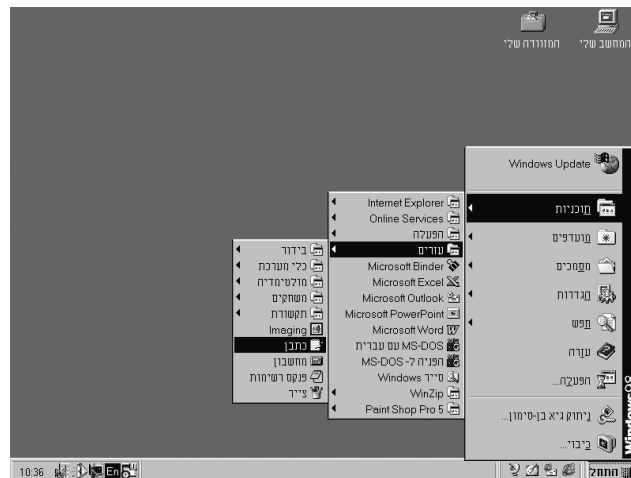 המחשב שלי
המזוודה שלי
Windows Update
תוכניות
מועדפים
מסמכים
הגדרות
חפש
עזרה
הפעלה...
ניתוק גיא בן-סימון...
כיבוי...
Windows98
Internet Explorer
Online Services
הפעלה
עזרים
Microsoft Binder
Microsoft Excel
Microsoft Outlook
Microsoft PowerPoint
Microsoft Word
MS-DOS עם עברית
הפניה ל- MS-DOS
סייר Windows
WinZip
Paint Shop Pro 5
בידור
כלי מערכת
מולטימדיה
משחקים
תקשורת
Imaging
כתבן
מחשבון
פנקס רשימות
צייר
התחל
En
10:36